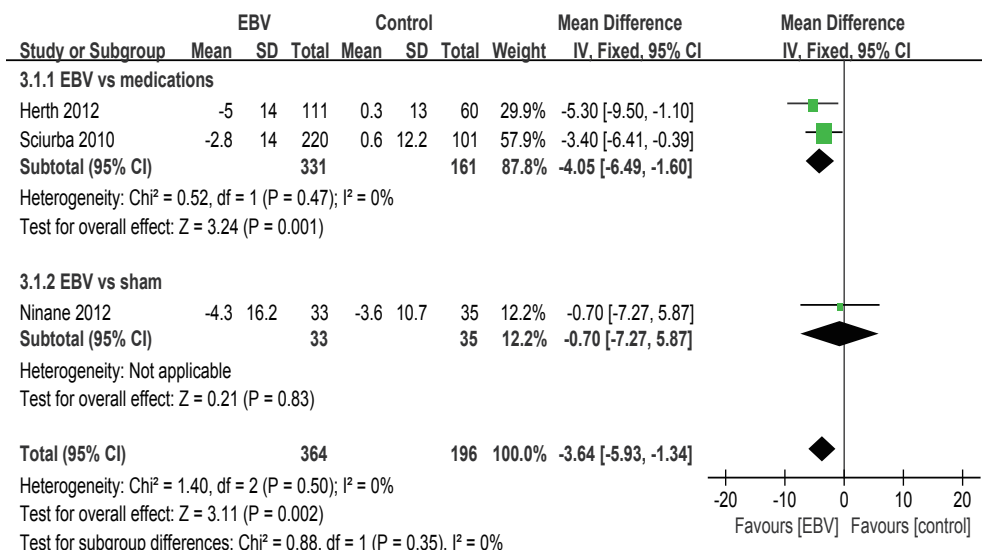 EBV Control Mean Difference Mean Difference
Study or Subgroup Mean SD Total Mean SD Total Weight IV, Fixed, 95% CI IV, Fixed, 95% CI
3.1.1 EBV vs medications
Herth 2012 -5 14 111 0.3 13 60 29.9% -5.30 [-9.50, -1.10]
Sciurba 2010 -2.8 14 220 0.6 12.2 101 57.9% -3.40 [-6.41, -0.39]
Subtotal (95% CI) 331 161 87.8% -4.05 [-6.49, -1.60]
Heterogeneity: Chi² = 0.52, df = 1 (P = 0.47); I² = 0%
Test for overall effect: Z = 3.24 (P = 0.001)
3.1.2 EBV vs sham
Ninane 2012 -4.3 16.2 33 -3.6 10.7 35 12.2% -0.70 [-7.27, 5.87]
Subtotal (95% CI) 33 35 12.2% -0.70 [-7.27, 5.87]
Heterogeneity: Not applicable
Test for overall effect: Z = 0.21 (P = 0.83)
Total (95% CI) 364 196 100.0% -3.64 [-5.93, -1.34]
Heterogeneity: Chi² = 1.40, df = 2 (P = 0.50); I² = 0%
Test for overall effect: Z = 3.11 (P = 0.002)
Test for subgroup differences: Chi² = 0.88, df = 1 (P = 0.35), I² = 0%
-20 -10 0 10 20
Favours [EBV] Favours [control]